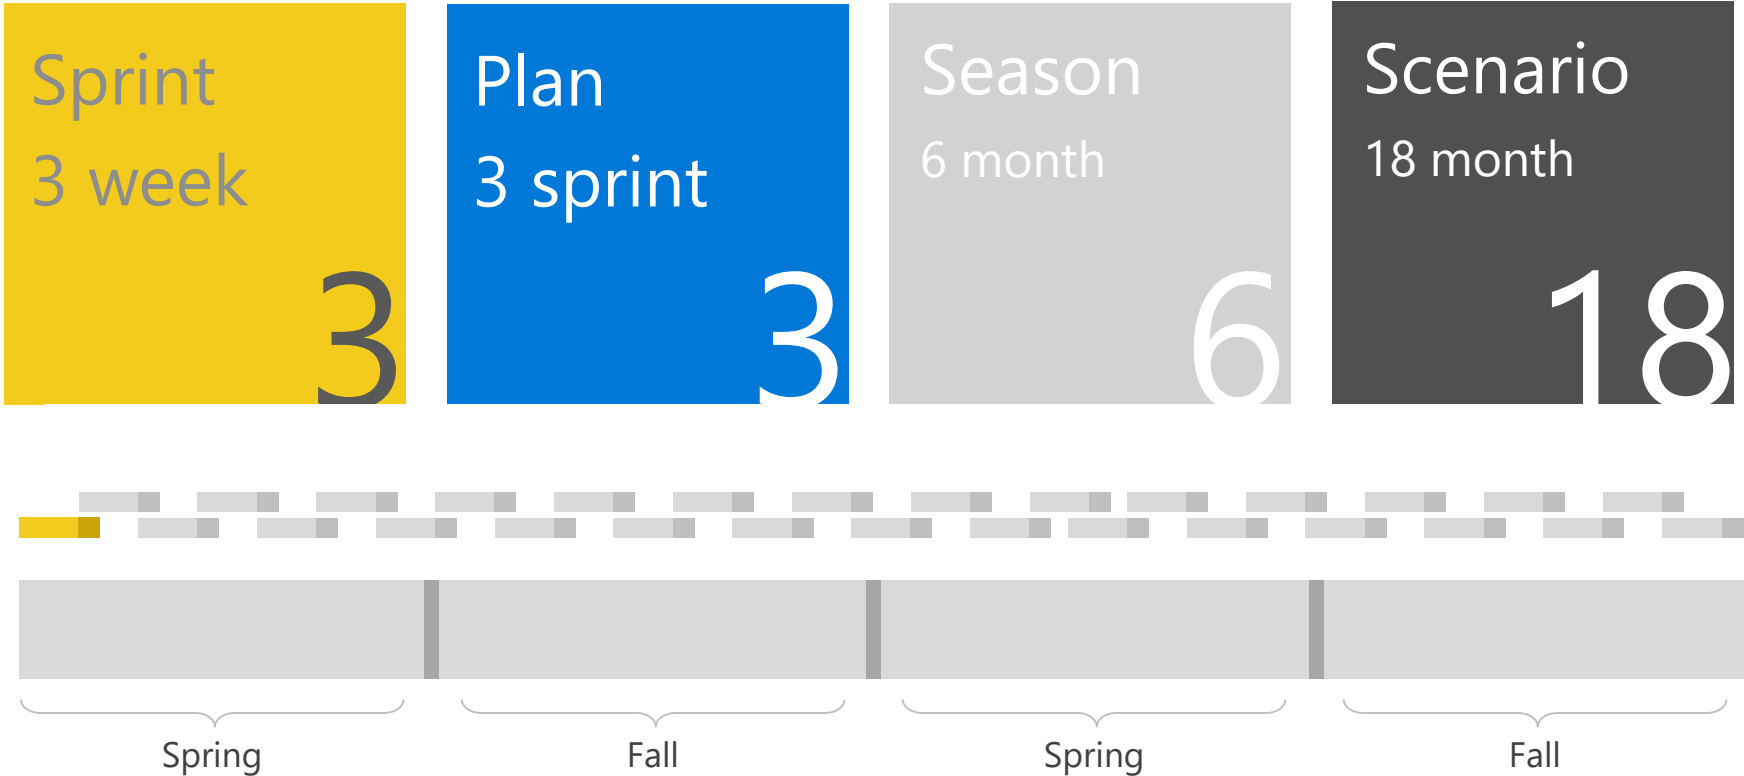 Sprint
3 week
3
Plan
3 sprint
3
Season
6 month
6
Scenario
18 month
18
Spring
Fall
Spring
Fall